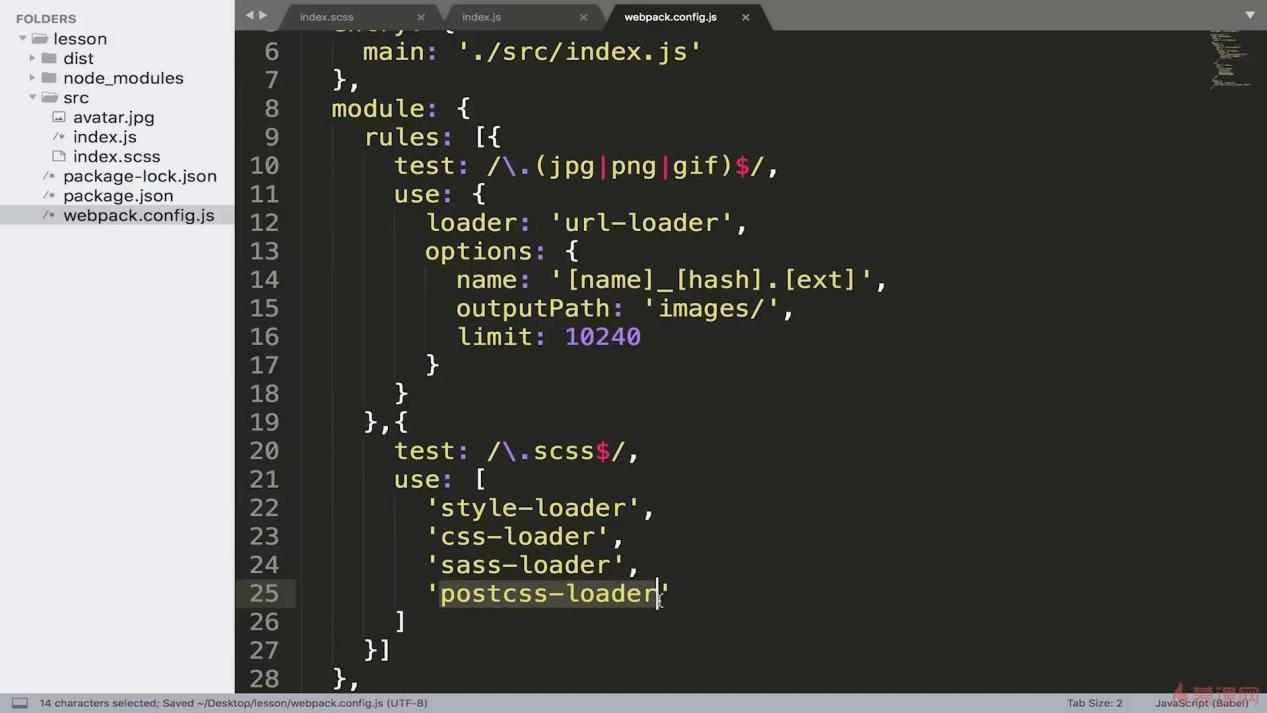 FOLDERS
lesson
dist
node_modules
src
avatar.jpg
index.js
index.scss
package-lock.json
package.json
webpack.config.js
index.scss
index.js
webpack.config.js
6 main: './src/index.js'
7 },
8 module: {
9 rules: [{
10 test: /\.(jpg|png|gif)$/,
11 use: {
12 loader: 'url-loader',
13 options: {
14 name: '[name]_[hash].[ext]',
15 outputPath: 'images/',
16 limit: 10240
17 }
18 }
19 },{
20 test: /\.scss$/,
21 use: [
22 'style-loader',
23 'css-loader',
24 'sass-loader',
25 'postcss-loader'
26 ]
27 }]
28 },
14 characters selected; Saved ~/Desktop/lesson/webpack.config.js (UTF-8)
Tab Size: 2
JavaScript (Babel)
慕课网